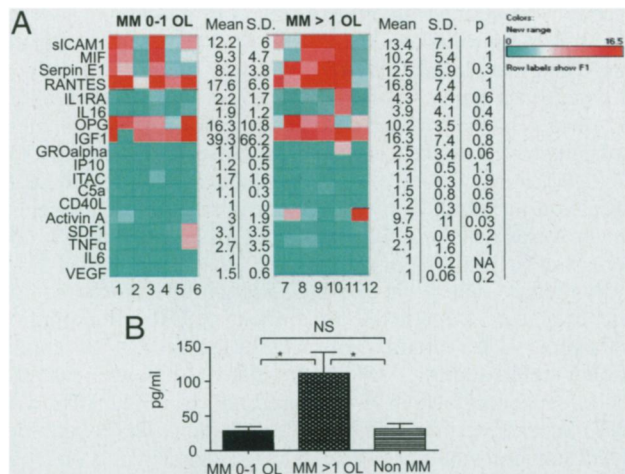 A
MM 0-1 OL Mean S.D. MM > 1 OL Mean S.D. p
Colors:
New range
0 16.5
Row labels show F1
sICAM1 12.2 6 13.4 7.1 1
MIF 9.3 4.7 10.2 5.4 1
Serpin E1 8.2 3.8 12.5 5.9 0.3
RANTES 17.6 6.6 16.8 7.4 1
IL1RA 2.2 1.7 4.3 4.4 0.6
IL16 1.9 1.2 3.9 4.1 0.4
OPG 16.3 10.8 10.2 3.5 0.6
IGF1 39.3 66.2 16.3 7.4 0.8
GROalpha 1.1 0.2 2.5 3.4 0.06
IP10 1.2 0.5 1.2 0.5 1.1
ITAC 1.7 1.6 1.1 0.3 0.9
C5a 1.1 0.3 1.5 0.8 0.6
CD40L 1 0 1.2 0.3 0.5
Activin A 3 1.9 9.7 11 0.03
SDF1 3.1 3.5 1.5 0.6 0.2
TNFα 2.7 3.5 2.1 1.6 1
IL6 1 0 1 0.2 NA
VEGF 1.5 0.6 1 0.06 0.2
1 2 3 4 5 6 7 8 9 10 11 12
B
NS
* *
pg/ml
150
100
50
0
MM 0-1 OL MM >1 OL Non MM